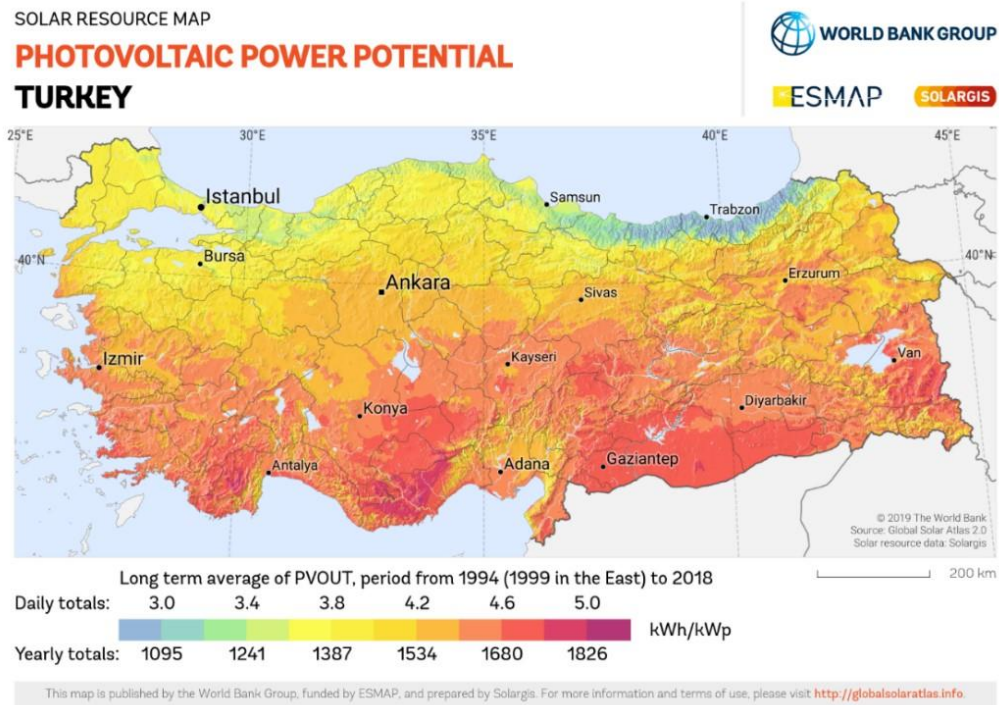 SOLAR RESOURCE MAP
PHOTOVOLTAIC POWER POTENTIAL
TURKEY
WORLD BANK GROUP
ESMAP
SOLARGIS
25°E 30°E 35°E 40°E 45°E
Istanbul
Samsun
Trabzon
Bursa
40°N
40°N
Ankara
Erzurum
Sivas
Izmir
Kayseri
Van
Konya
Diyarbakir
Antalya
Adana
Gaziantep
© 2019 The World Bank
Source: Global Solar Atlas 2.0
Solar resource data: Solargis
Long term average of PVOUT, period from 1994 (1999 in the East) to 2018
200 km
Daily totals: 3.0 3.4 3.8 4.2 4.6 5.0
kWh/kWp
Yearly totals: 1095 1241 1387 1534 1680 1826
This map is published by the World Bank Group, funded by ESMAP, and prepared by Solargis. For more information and terms of use, please visit http://globalsolaratlas.info.